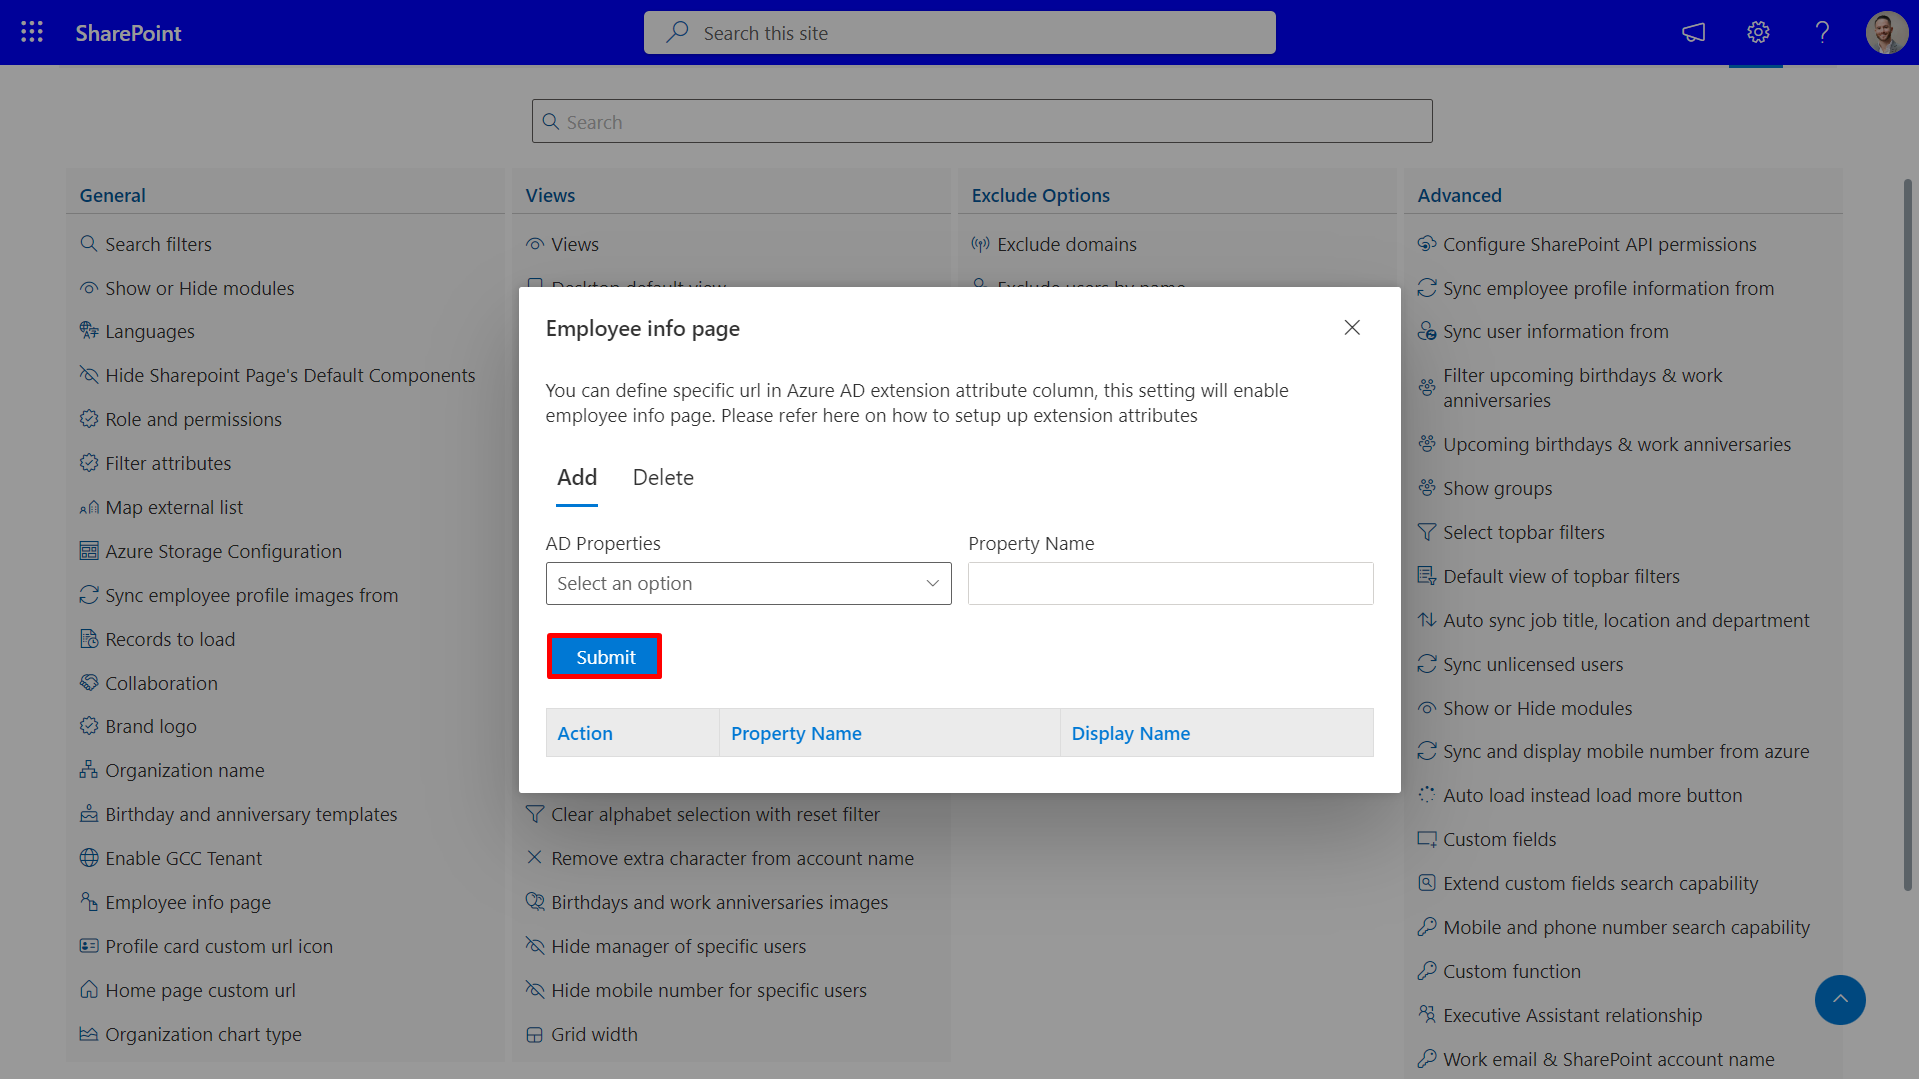 SharePoint
Search this site
Search
General
Search filters
Show or Hide modules
Languages
Hide Sharepoint Page's Default Components
Role and permissions
Filter attributes
Map external list
Azure Storage Configuration
Sync employee profile images from
Records to load
Collaboration
Brand logo
Organization name
Birthday and anniversary templates
Enable GCC Tenant
Employee info page
Profile card custom url icon
Home page custom url
Organization chart type
Views
Views
Desktop default view
Clear alphabet selection with reset filter
Remove extra character from account name
Birthdays and work anniversaries images
Hide manager of specific users
Hide mobile number for specific users
Grid width
Exclude Options
Exclude domains
Exclude users by name
Advanced
Configure SharePoint API permissions
Sync employee profile information from
Sync user information from
Filter upcoming birthdays & work
anniversaries
Upcoming birthdays & work anniversaries
Show groups
Select topbar filters
Default view of topbar filters
Auto sync job title, location and department
Sync unlicensed users
Show or Hide modules
Sync and display mobile number from azure
Auto load instead load more button
Custom fields
Extend custom fields search capability
Mobile and phone number search capability
Custom function
Executive Assistant relationship
Work email & SharePoint account name
Employee info page
You can define specific url in Azure AD extension attribute column, this setting will enable
employee info page. Please refer here on how to setup up extension attributes
Add Delete
AD Properties Property Name
Select an option
Submit
Action Property Name Display Name